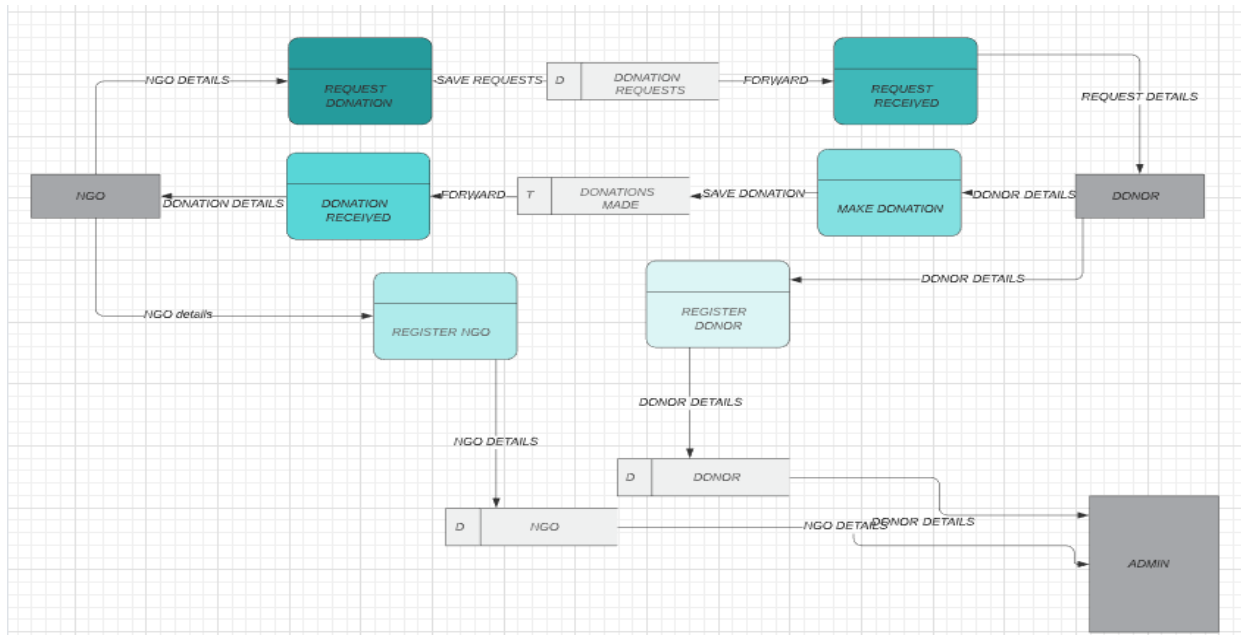 NGO DETAILS
REQUEST
DONATION
SAVE REQUESTS
D
DONATION
REQUESTS
FORWARD
REQUEST
RECEIVED
REQUEST DETAILS
NGO
DONATION DETAILS
DONATION
RECEIVED
FORWARD
T
DONATIONS
MADE
SAVE DONATION
MAKE DONATION
DONOR DETAILS
DONOR
DONOR DETAILS
NGO details
REGISTER NGO
REGISTER
DONOR
DONOR DETAILS
NGO DETAILS
D
DONOR
D
NGO
NGO DETAILS
DONOR DETAILS
ADMIN